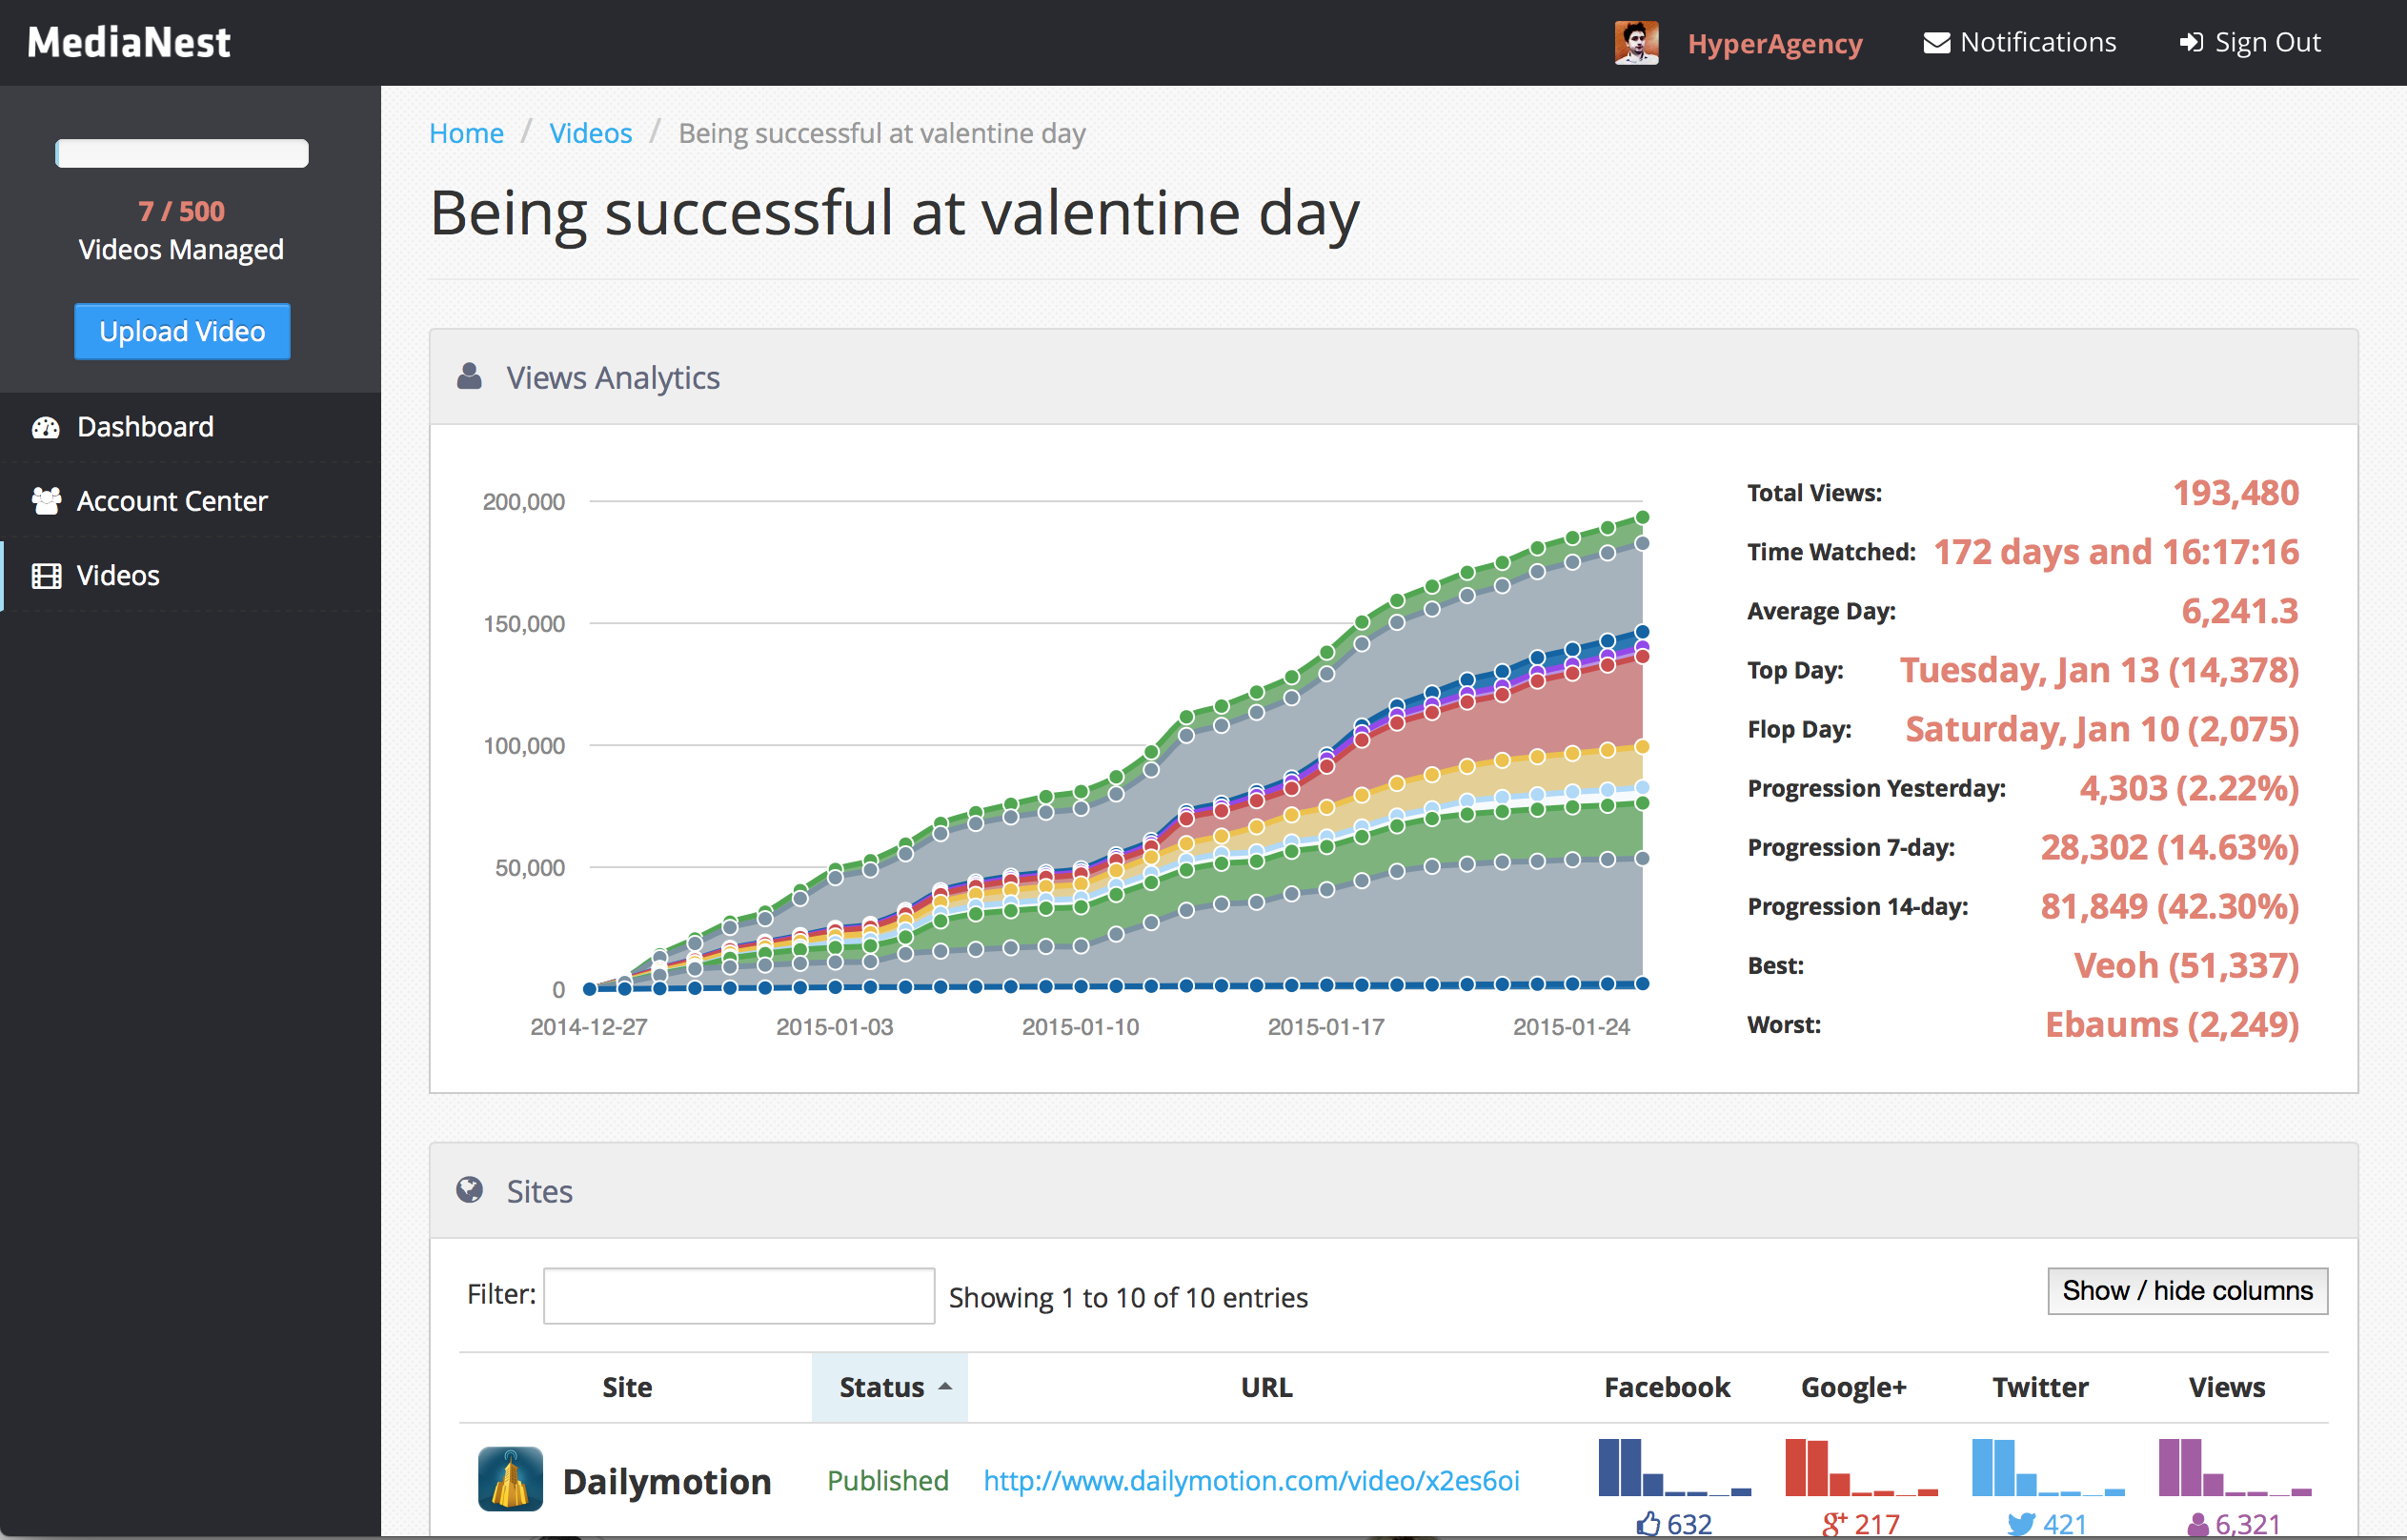 MediaNest
HyperAgency
Notifications
Sign Out
7 / 500
Videos Managed
Upload Video
Dashboard
Account Center
Videos
Home / Videos / Being successful at valentine day
Being successful at valentine day
Views Analytics
200,000
150,000
100,000
50,000
0
2014-12-27 2015-01-03 2015-01-10 2015-01-17 2015-01-24
Total Views: 193,480
Time Watched: 172 days and 16:17:16
Average Day: 6,241.3
Top Day: Tuesday, Jan 13 (14,378)
Flop Day: Saturday, Jan 10 (2,075)
Progression Yesterday: 4,303 (2.22%)
Progression 7-day: 28,302 (14.63%)
Progression 14-day: 81,849 (42.30%)
Best: Veoh (51,337)
Worst: Ebaums (2,249)
Sites
Filter: Showing 1 to 10 of 10 entries Show / hide columns
Site Status URL Facebook Google+ Twitter Views
Dailymotion Published http://www.dailymotion.com/video/x2es6oi
632 g+ 217 421 6,321